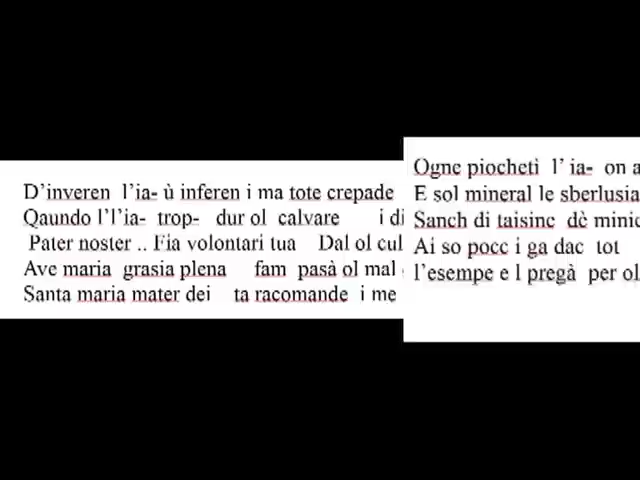 D'inveren l'ia- ù inferen i ma tote crepade
Qaundo l'l'ia- trop- dur ol calvare i di
Pater noster .. Fia volontari tua Dal ol cul
Ave maria grasia plena fam pasà ol mal
Santa maria mater dei ta racomande i me
Ogne piochetì l' ia- on a
E sol mineral le sberlusia
Sanch di taisinc dè minic
Ai so pocc i ga dac tot
l'esempe e l pregà per ol